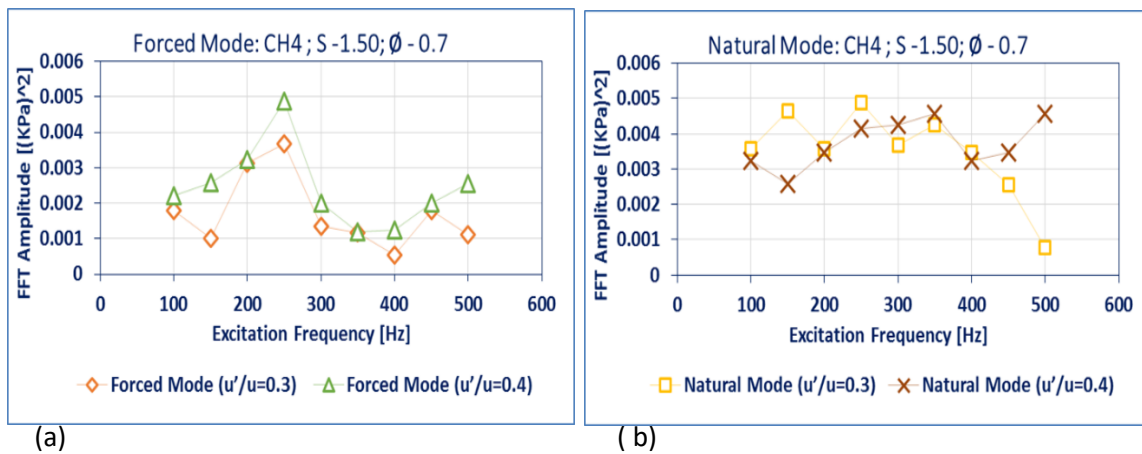 Forced Mode: CH4 ; S -1.50; Ø - 0.7
FFT Amplitude [(KPa)^2]
0.006
0.005
0.004
0.003
0.002
0.001
0
0 100 200 300 400 500 600
Excitation Frequency [Hz]
Forced Mode (u'/u=0.3) Forced Mode (u'/u=0.4)
(a)
Natural Mode: CH4 ; S -1.50; Ø - 0.7
FFT Amplitude [(KPa)^2]
0.006
0.005
0.004
0.003
0.002
0.001
0
0 100 200 300 400 500 600
Excitation Frequency [Hz]
Natural Mode (u'/u=0.3) Natural Mode (u'/u=0.4)
( b)